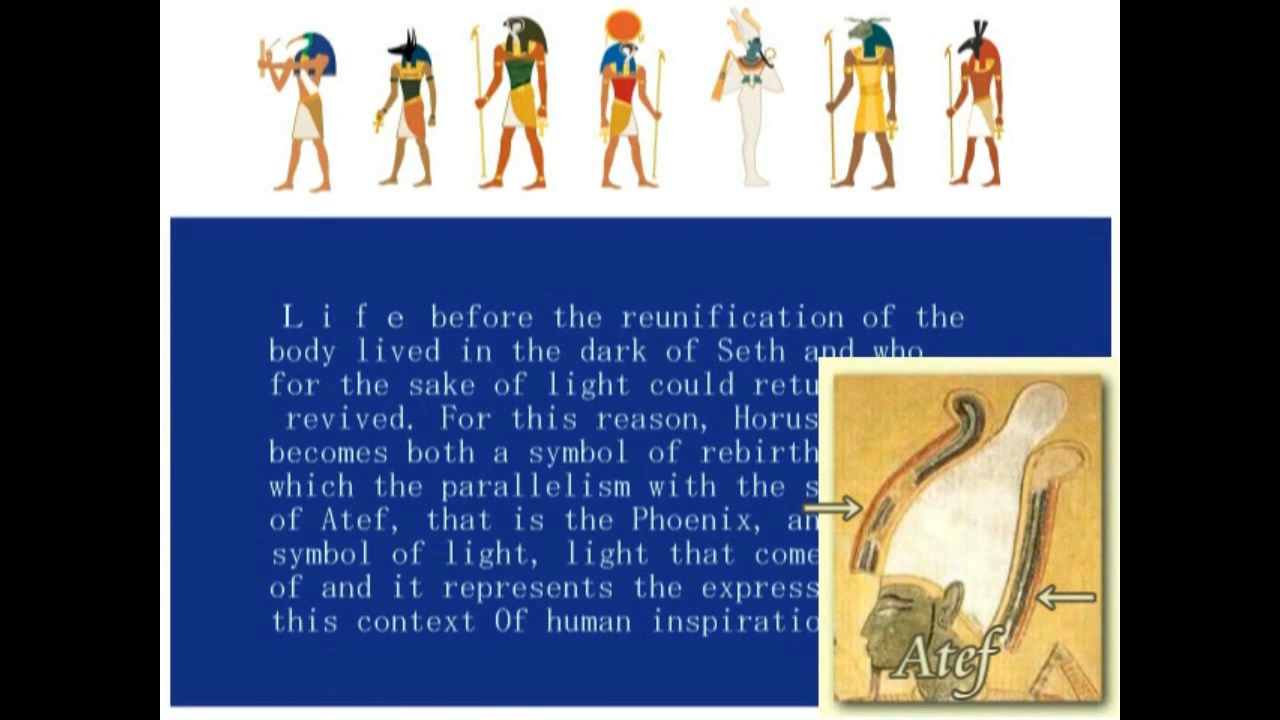 L i f e before the reunification of the
body lived in the dark of Seth and who
for the sake of light could retu
revived. For this reason, Horus
becomes both a symbol of rebirth
which the parallelism with the s
of Atef, that is the Phoenix, an
symbol of light, light that come
of and it represents the express
this context Of human inspiratio
Atef